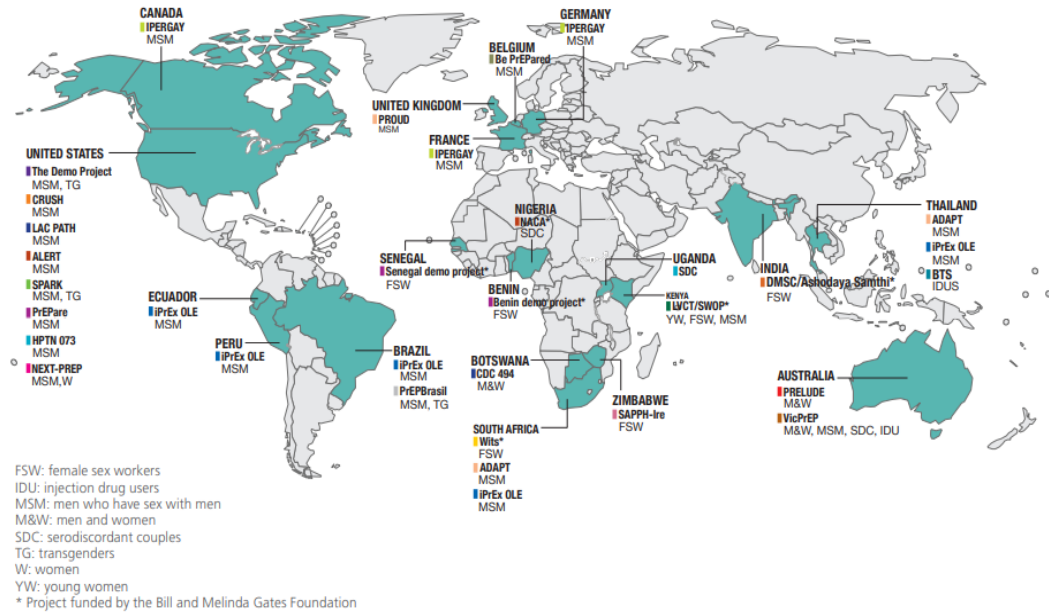 CANADA
IPERGAY
MSM
GERMANY
IPERGAY
MSM
BELGIUM
Be PrEPared
MSM
UNITED KINGDOM
PROUD
MSM
FRANCE
IPERGAY
MSM
UNITED STATES
The Demo Project
MSM, TG
CRUSH
MSM
LAC PATH
MSM
ALERT
MSM
SPARK
MSM, TG
PrEPare
MSM
HPTN 073
MSM
NEXT-PREP
MSM,W
ECUADOR
iPrEx OLE
MSM
PERU
iPrEx OLE
MSM
BRAZIL
iPrEx OLE
MSM
PrEPBrasil
MSM, TG
SENEGAL
Senegal demo project*
FSW
NIGERIA
NACA*
SDC
BENIN
Benin demo project*
FSW
UGANDA
SDC
KENYA
LVCT/SWOP*
YW, FSW, MSM
BOTSWANA
CDC 494
M&W
ZIMBABWE
SAPPH-Ire
FSW
SOUTH AFRICA
Wits*
FSW
ADAPT
MSM
iPrEx OLE
MSM
INDIA
DMSC/Ashodaya Samthi*
FSW
THAILAND
ADAPT
MSM
iPrEx OLE
MSM
BTS
IDUS
AUSTRALIA
PRELUDE
M&W
VicPrEP
M&W, MSM, SDC, IDU
FSW: female sex workers
IDU: injection drug users
MSM: men who have sex with men
M&W: men and women
SDC: serodiscordant couples
TG: transgenders
W: women
YW: young women
* Project funded by the Bill and Melinda Gates Foundation